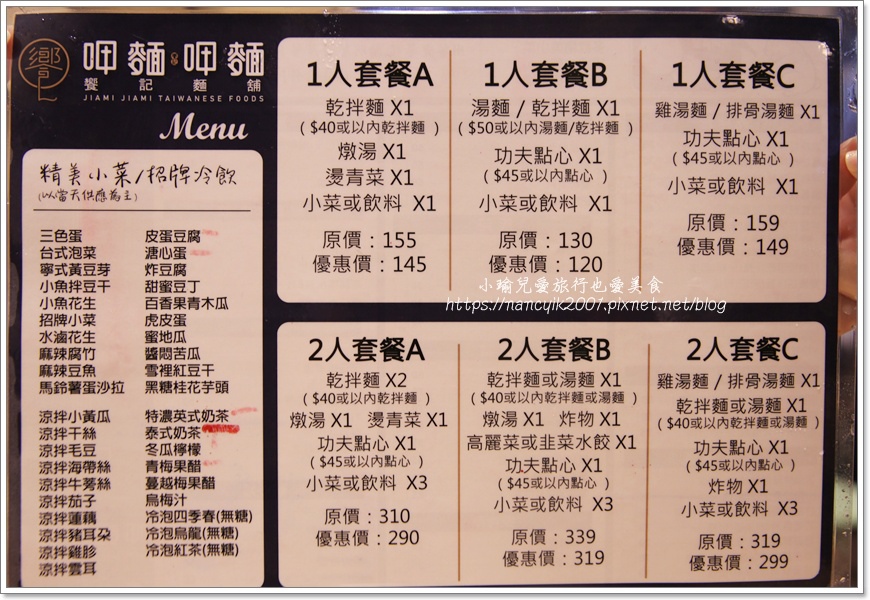 響
呷麵呷麵
饗記麵舖
JIAMI JIAMI TAIWANESE FOODS
Menu
精美小菜/招牌冷飲
(以當天供應為主)
三色蛋 皮蛋豆腐
台式泡菜 溏心蛋
寧式黃豆芽 炸豆腐
小魚拌豆干 甜蜜豆丁
小魚花生 百香果青木瓜
招牌小菜 虎皮蛋
水滷花生 蜜地瓜
麻辣腐竹 醬悶苦瓜
麻辣豆魚 雪裡紅豆干
馬鈴薯蛋沙拉 黑糖桂花芋頭
涼拌小黃瓜 特濃英式奶茶
涼拌干絲 泰式奶茶
涼拌毛豆 冬瓜檸檬
涼拌海帶絲 青梅果醋
涼拌牛蒡絲 蔓越梅果醋
涼拌茄子 烏梅汁
涼拌蓮藕 冷泡四季春(無糖)
涼拌豬耳朶 冷泡烏龍(無糖)
涼拌雞胗 冷泡紅茶(無糖)
涼拌雲耳
1人套餐A
乾拌麵 X1
( $40或以內乾拌麵 )
燉湯 X1
燙青菜 X1
小菜或飲料 X1
原價：155
優惠價：145
1人套餐B
湯麵 / 乾拌麵 X1
( $50或以內湯麵/乾拌麵 )
功夫點心 X1
( $45或以內點心 )
小菜或飲料 X1
原價：130
優惠價：120
1人套餐C
雞湯麵 / 排骨湯麵 X1
功夫點心 X1
( $45或以內點心 )
小菜或飲料 X1
原價：159
優惠價：149
小瑜兒愛旅行也愛美食
https://nancylk2001.pixnet.net/blog
2人套餐A
乾拌麵 X2
( $40或以內乾拌麵 )
燉湯 X1 燙青菜 X1
功夫點心 X1
( $45或以內點心 )
小菜或飲料 X3
原價：310
優惠價：290
2人套餐B
乾拌麵或湯麵 X1
( $40或以內乾拌麵或湯麵 )
燉湯 X1 炸物 X1
高麗菜或韭菜水餃 X1
功夫點心 X1
( $45或以內點心 )
小菜或飲料 X3
原價：339
優惠價：319
2人套餐C
雞湯麵 / 排骨湯麵 X1
乾拌麵或湯麵 X1
( $40或以內乾拌麵或湯麵 )
功夫點心 X1
( $45或以內點心 )
炸物 X1
小菜或飲料 X3
原價：319
優惠價：299